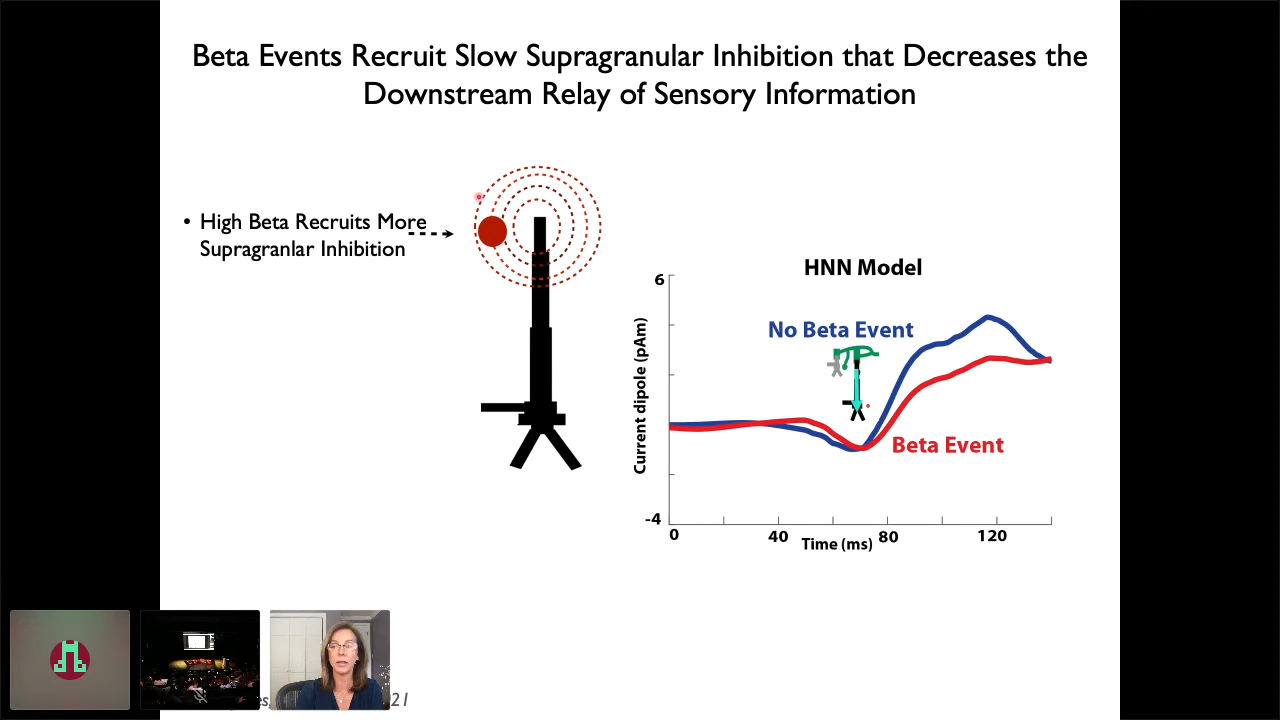 Beta Events Recruit Slow Supragranular Inhibition that Decreases the
Downstream Relay of Sensory Information
• High Beta Recruits More
Supragranlar Inhibition
HNN Model
6
No Beta Event
Current dipole (pAm)
Beta Event
-4
0
40
80
120
Time (ms)
21